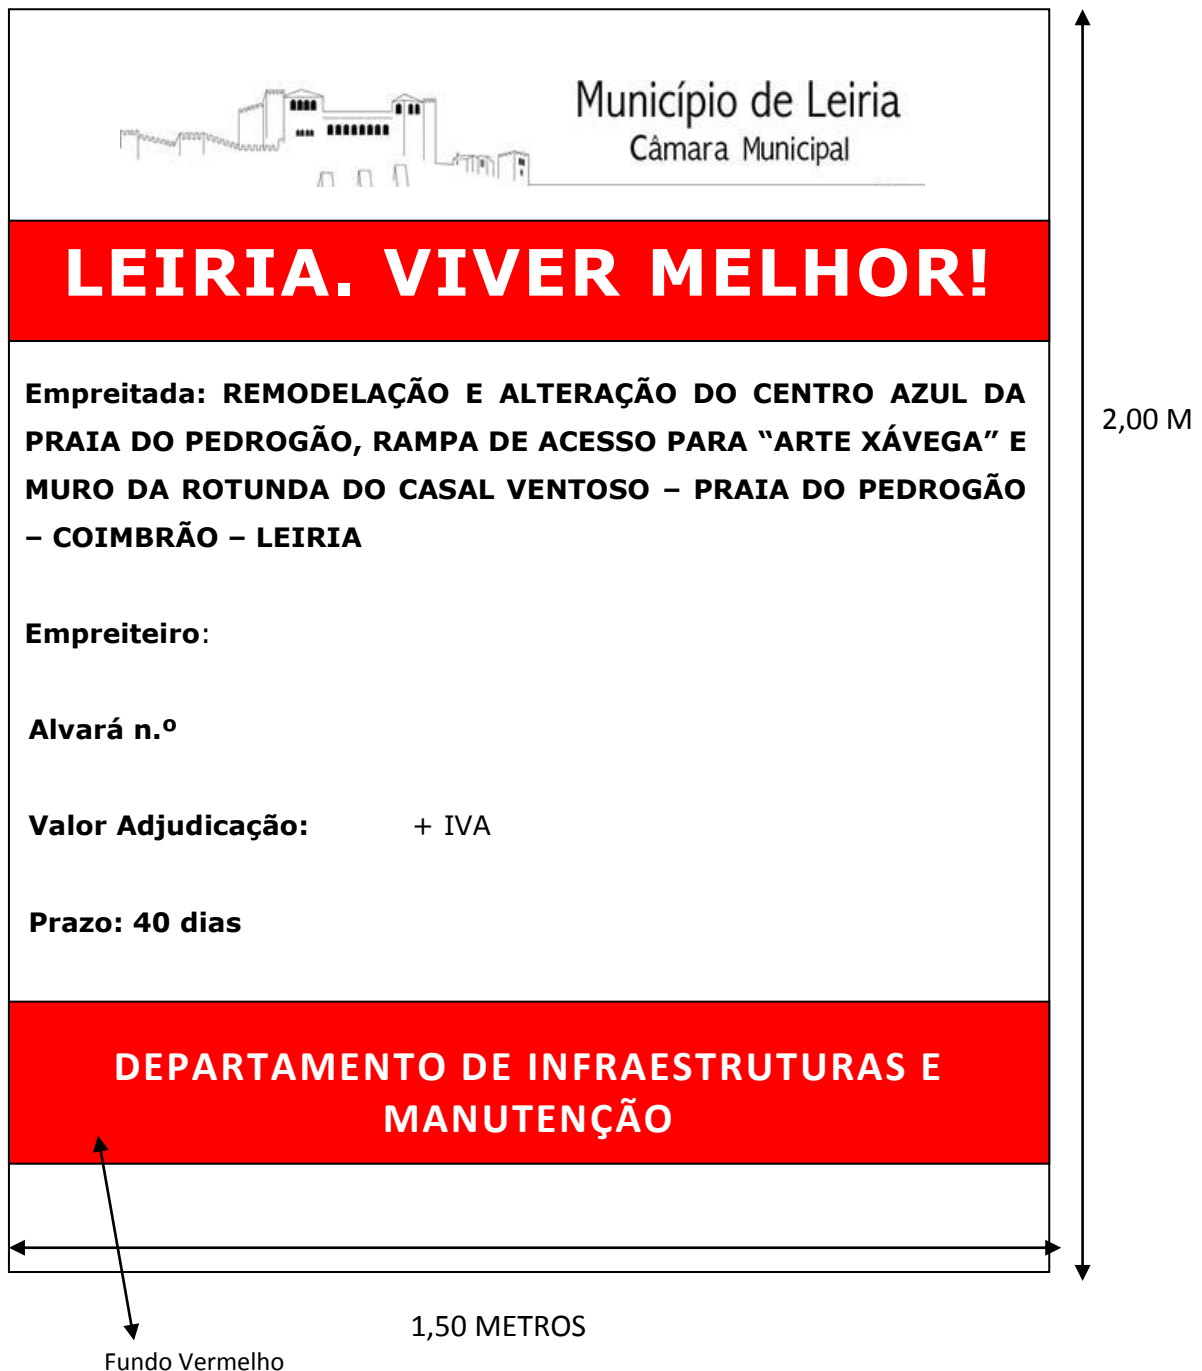 Município de Leiria
Câmara Municipal
LEIRIA. VIVER MELHOR!
Empreitada: REMODELAÇÃO E ALTERAÇÃO DO CENTRO AZUL DA
PRAIA DO PEDROGÃO, RAMPA DE ACESSO PARA “ARTE XÁVEGA” E
MURO DA ROTUNDA DO CASAL VENTOSO – PRAIA DO PEDROGÃO
– COIMBRÃO – LEIRIA
2,00 M
Empreiteiro:
Alvará n.º
Valor Adjudicação: + IVA
Prazo: 40 dias
DEPARTAMENTO DE INFRAESTRUTURAS E
MANUTENÇÃO
1,50 METROS
Fundo Vermelho